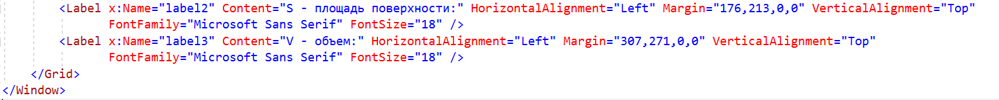 <Label x:Name="label2" Content="S - площадь поверхности:" HorizontalAlignment="Left" Margin="176,213,0,0" VerticalAlignment="Top"
FontFamily="Microsoft Sans Serif" FontSize="18" />
<Label x:Name="label3" Content="V - объем:" HorizontalAlignment="Left" Margin="307,271,0,0" VerticalAlignment="Top"
FontFamily="Microsoft Sans Serif" FontSize="18" />
</Grid>
</Window>